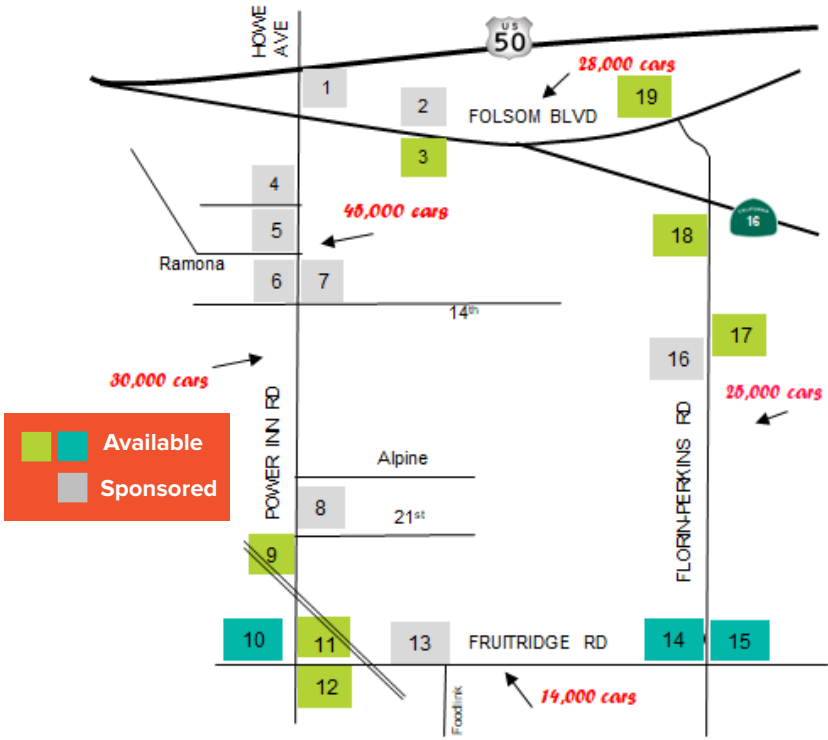 HOWE
AVE
U S
50
28,000 cars
1
2
19
FOLSOM BLVD
3
4
45,000 cars
CALIFORNIA
16
5
18
Ramona
6
7
14th
17
30,000 cars
16
25,000 cars
Available
Sponsored
POWER INN RD
FLORIN-PERKINS RD
Alpine
8
21st
9
10
11
13
FRUITRIDGE RD
14
15
12
14,000 cars
Foodlink